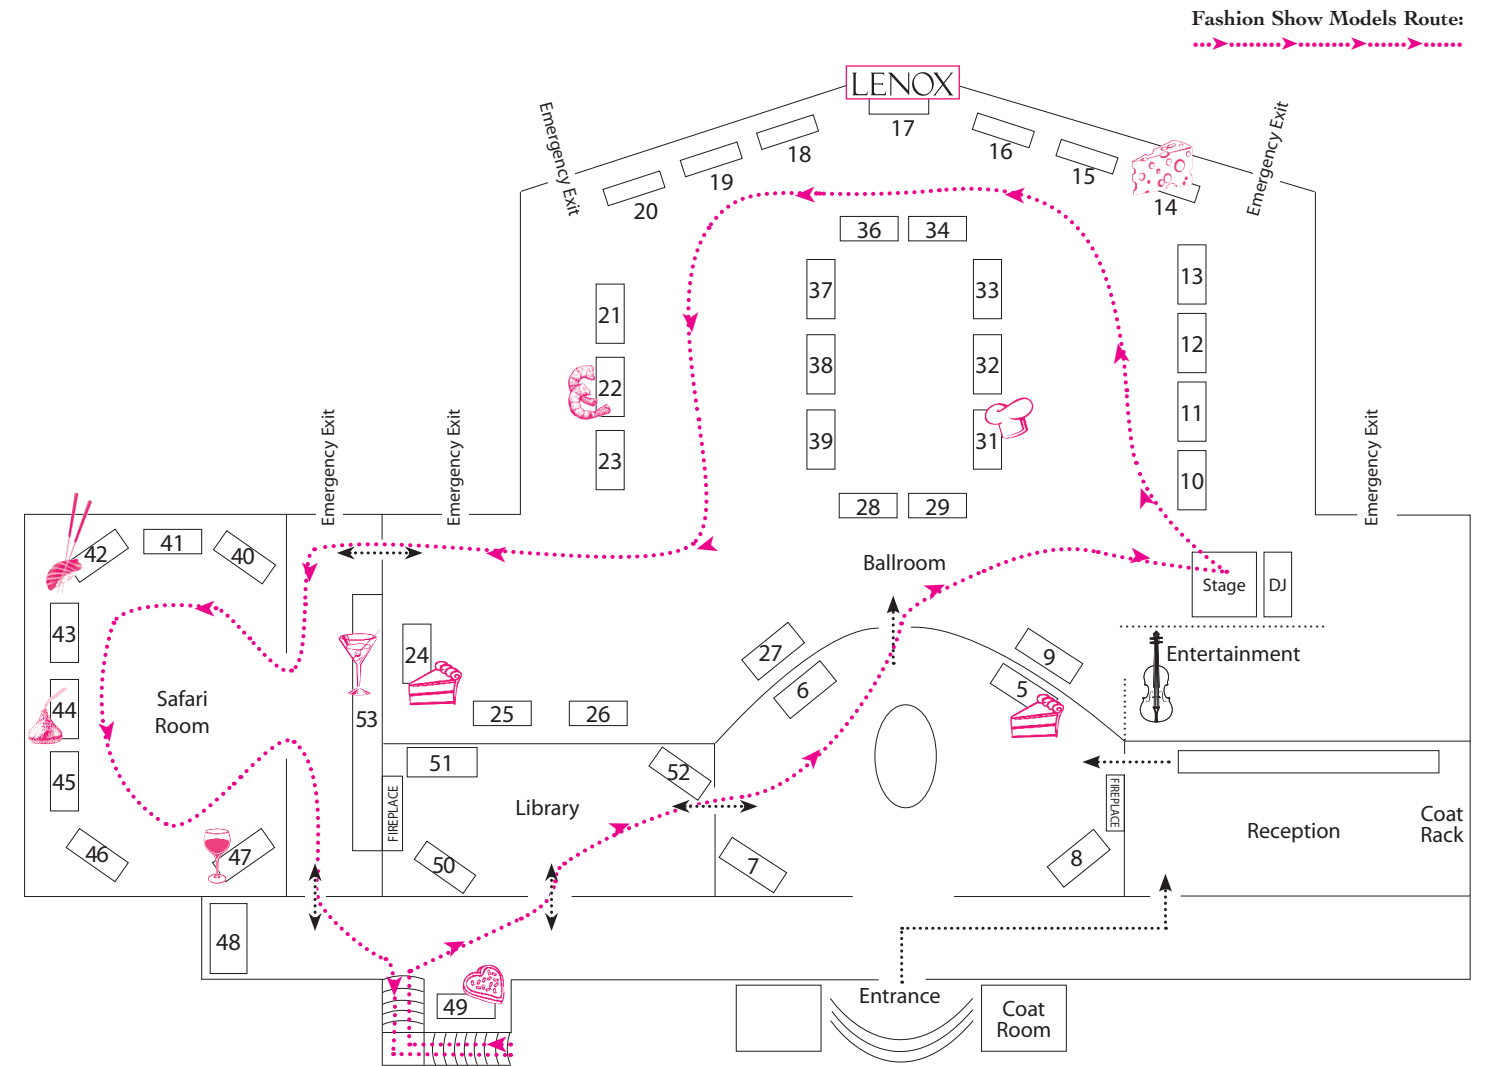 Fashion Show Models Route:
LENOX
17
18
16
19
15
20
14
Emergency Exit
Emergency Exit
36
34
37
33
13
21
12
38
32
22
11
39
31
23
10
28
29
Emergency Exit
Emergency Exit
Emergency Exit
42
41
40
Ballroom
Stage
DJ
43
24
27
9
Entertainment
6
5
44
Safari
Room
53
25
26
45
51
52
FIREPLACE
Library
FIREPLACE
Reception
Coat
Rack
46
47
50
7
8
48
49
Entrance
Coat
Room